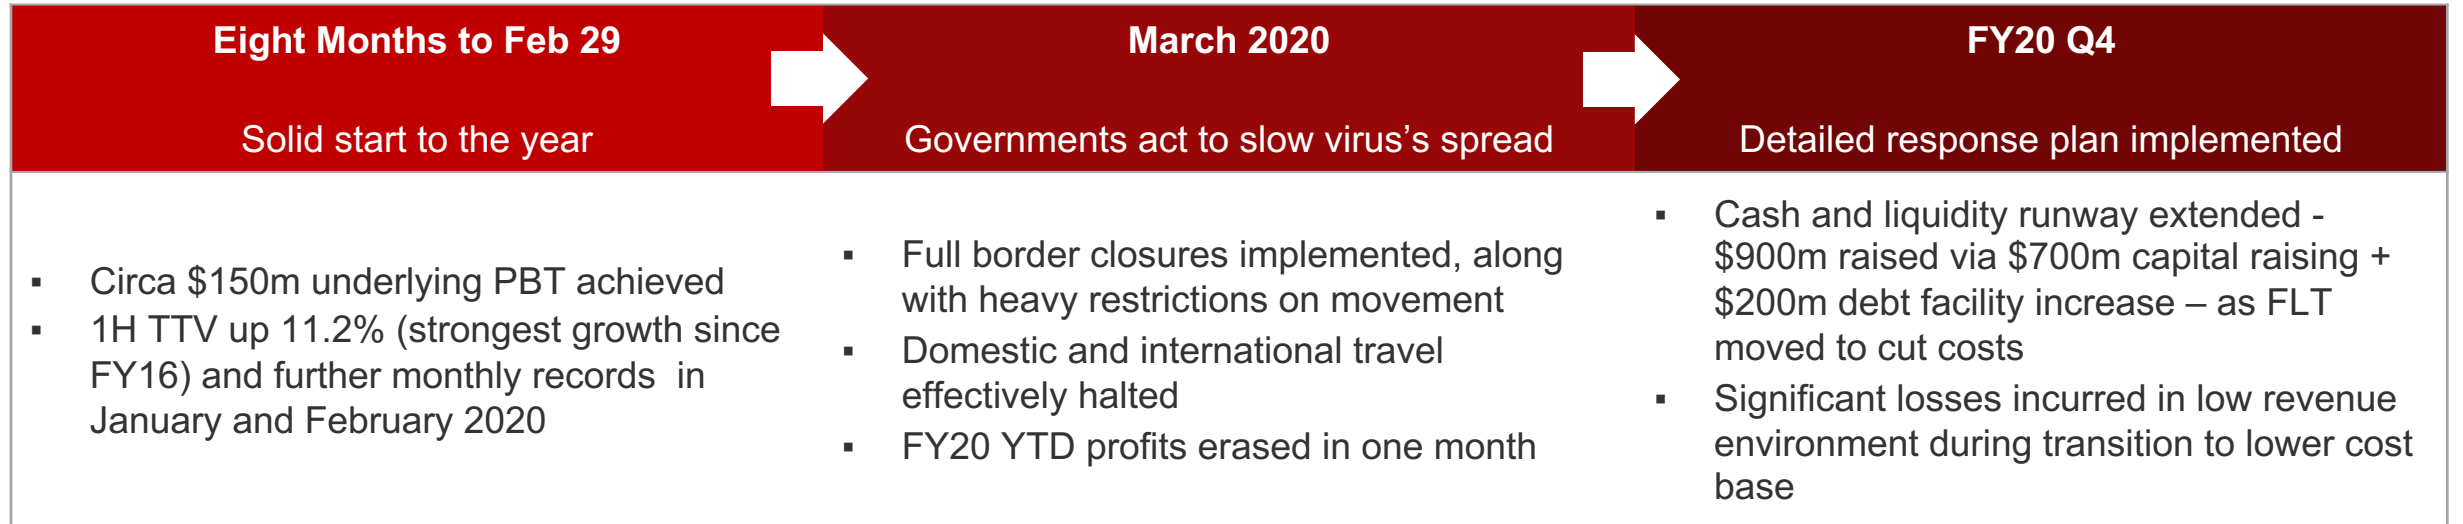 Eight Months to Feb 29
Solid start to the year
▪ Circa $150m underlying PBT achieved
▪ 1H TTV up 11.2% (strongest growth since
FY16) and further monthly records  in
January and February 2020
March 2020
Governments act to slow virus’s spread
▪ Full border closures implemented, along
with heavy restrictions on movement
▪ Domestic and international travel
effectively halted
▪ FY20 YTD profits erased in one month
FY20 Q4
Detailed response plan implemented
▪ Cash and liquidity runway extended -
$900m raised via $700m capital raising +
$200m debt facility increase – as FLT
moved to cut costs
▪ Significant losses incurred in low revenue
environment during transition to lower cost
base